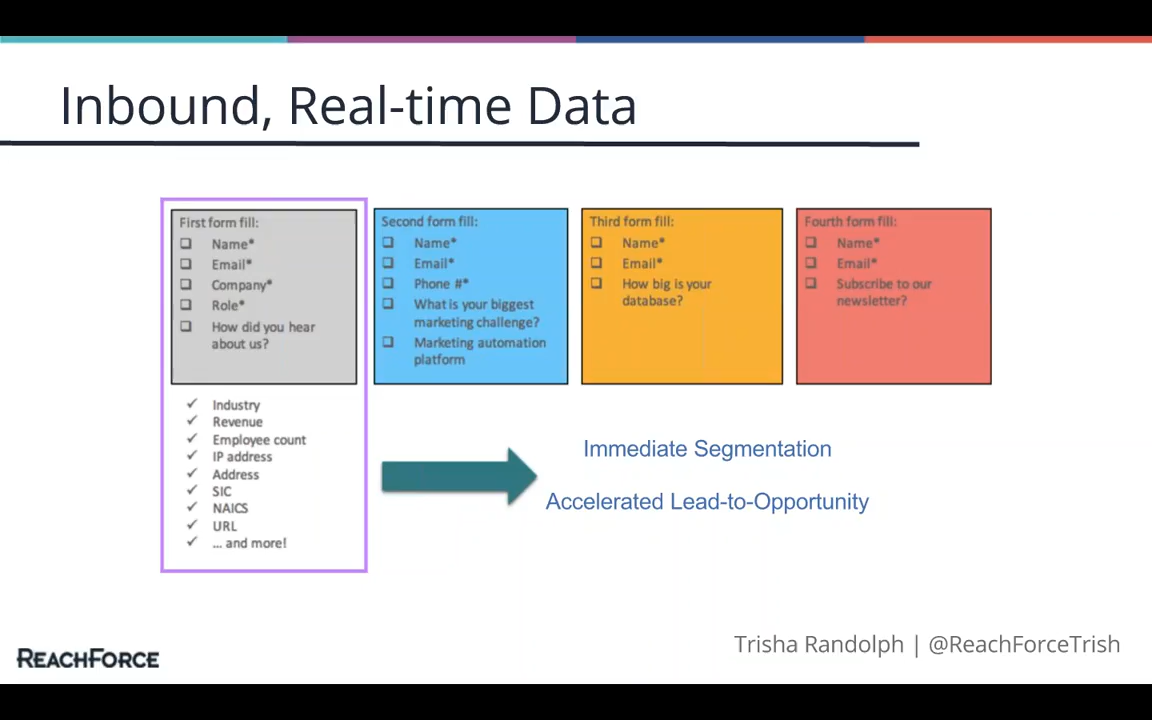 Inbound, Real-time Data
First form fill:
Name*
Email*
Company*
Role*
How did you hear
about us?
Second form fill:
Name*
Email*
Phone #*
What is your biggest
marketing challenge?
Marketing automation
platform
Third form fill:
Name*
Email*
How big is your
database?
Fourth form fill:
Name*
Email*
Subscribe to our
newsletter?
✓ Industry
✓ Revenue
✓ Employee count
✓ IP address
✓ Address
✓ SIC
✓ NAICS
✓ URL
✓ ... and more!
Immediate Segmentation
Accelerated Lead-to-Opportunity
REACHFORCE
Trisha Randolph | @ReachForceTrish